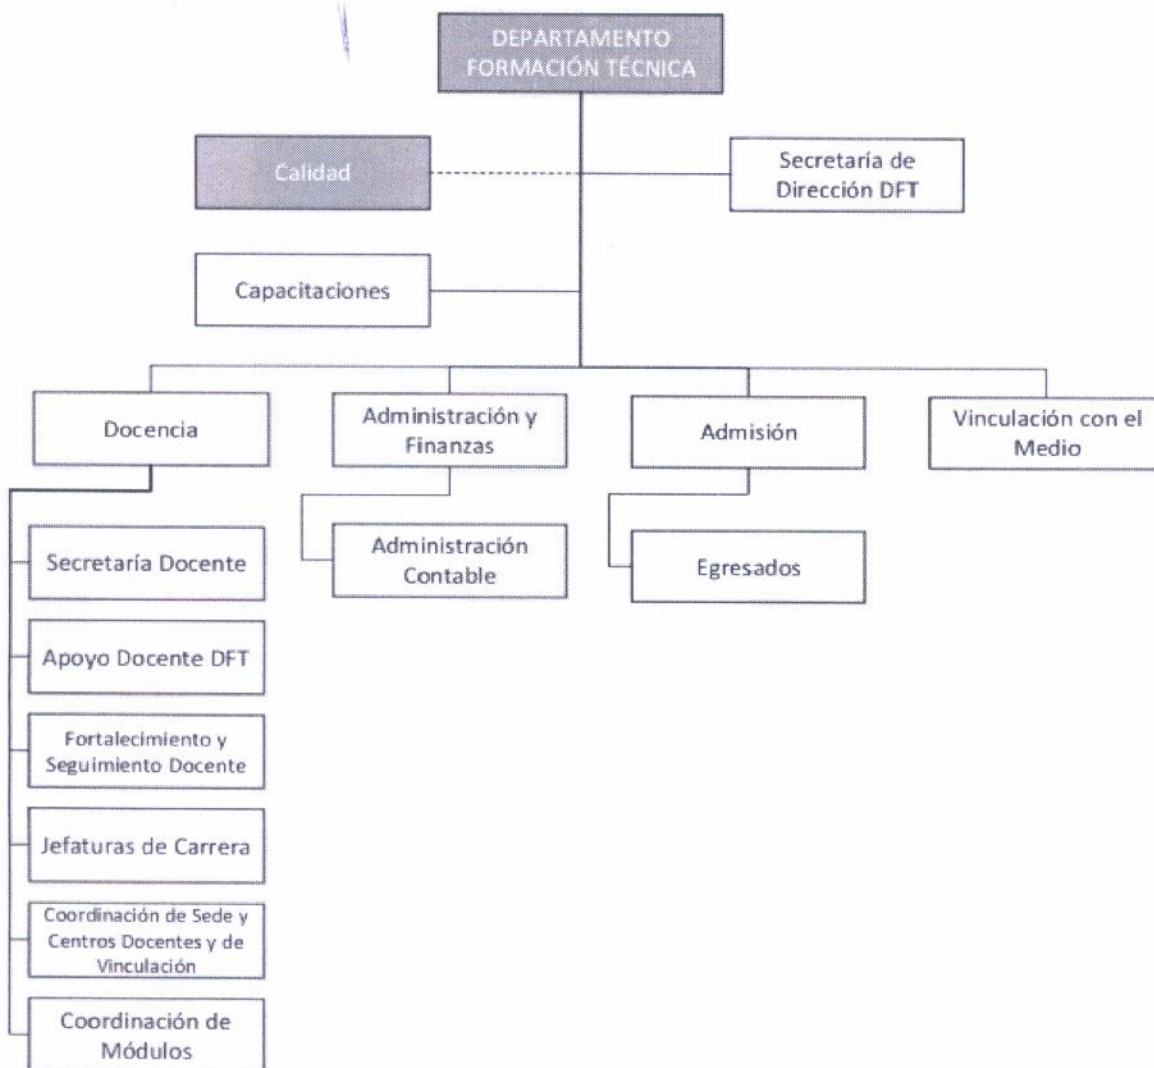 DEPARTAMENTO
FORMACIÓN TÉCNICA
Calidad
Secretaría de
Dirección DFT
Capacitaciones
Docencia
Administración y
Finanzas
Admisión
Vinculación con el
Medio
Secretaría Docente
Administración
Contable
Egresados
Apoyo Docente DFT
Fortalecimiento y
Seguimiento Docente
Jefaturas de Carrera
Coordinación de Sede y
Centros Docentes y de
Vinculación
Coordinación de
Módulos